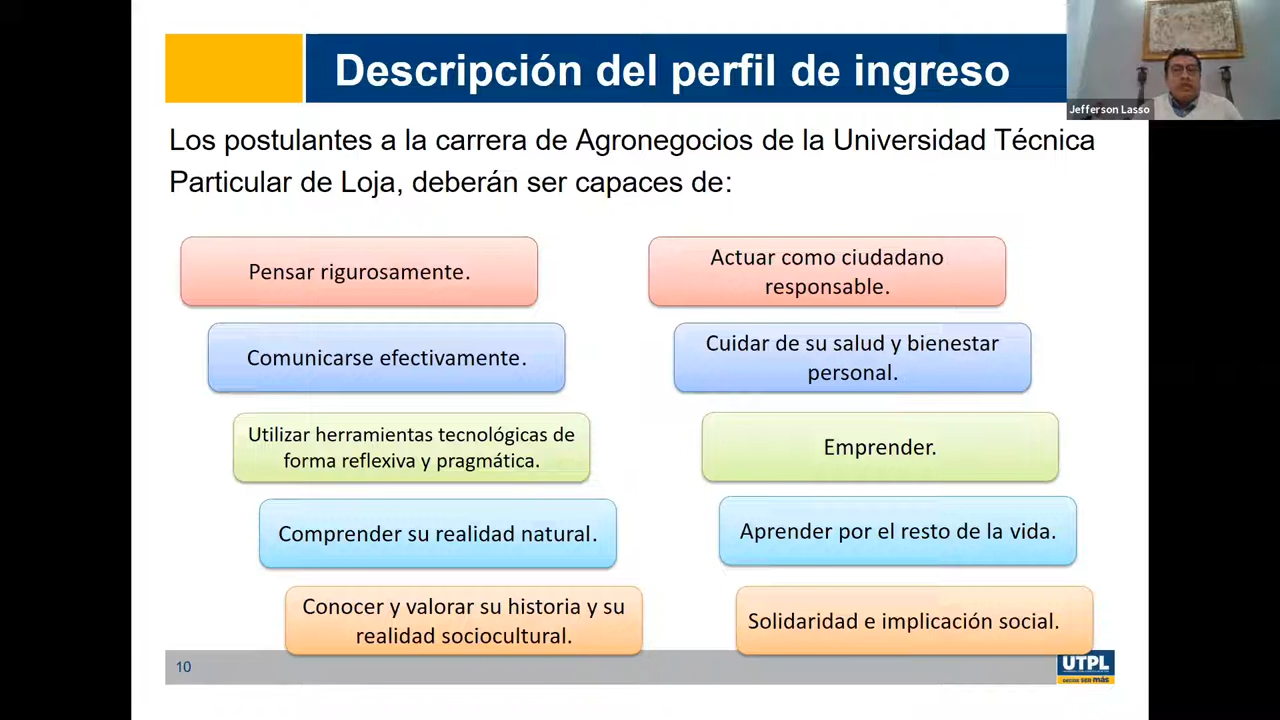 Descripción del perfil de ingreso
Jefferson Lasso
Los postulantes a la carrera de Agronegocios de la Universidad Técnica
Particular de Loja, deberán ser capaces de:
Pensar rigurosamente.
Comunicarse efectivamente.
Utilizar herramientas tecnológicas de
forma reflexiva y pragmática.
Comprender su realidad natural.
Conocer y valorar su historia y su
realidad sociocultural.
Actuar como ciudadano
responsable.
Cuidar de su salud y bienestar
personal.
Emprender.
Aprender por el resto de la vida.
Solidaridad e implicación social.
10
UTPL
DECIDE SER más